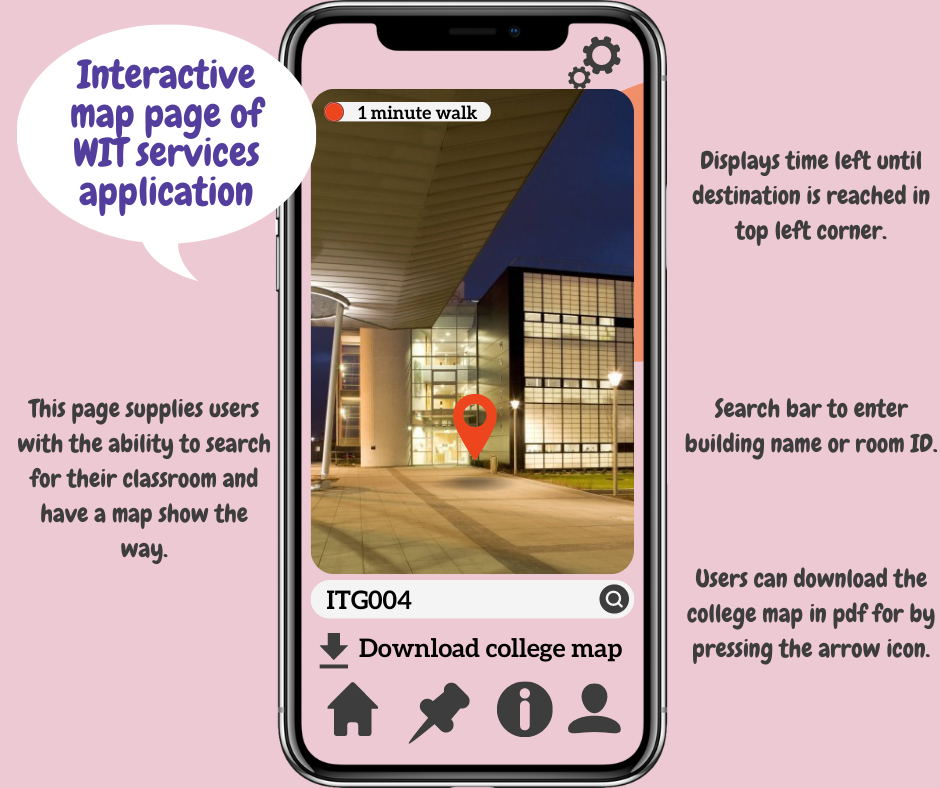 Interactive
map page of
WIT services
application
1 minute walk
Displays time left until
destination is reached in
top left corner.
This page supplies users
with the ability to search
for their classroom and
have a map show the
way.
Search bar to enter
building name or room ID.
ITG004
Users can download the
college map in pdf for by
pressing the arrow icon.
Download college map